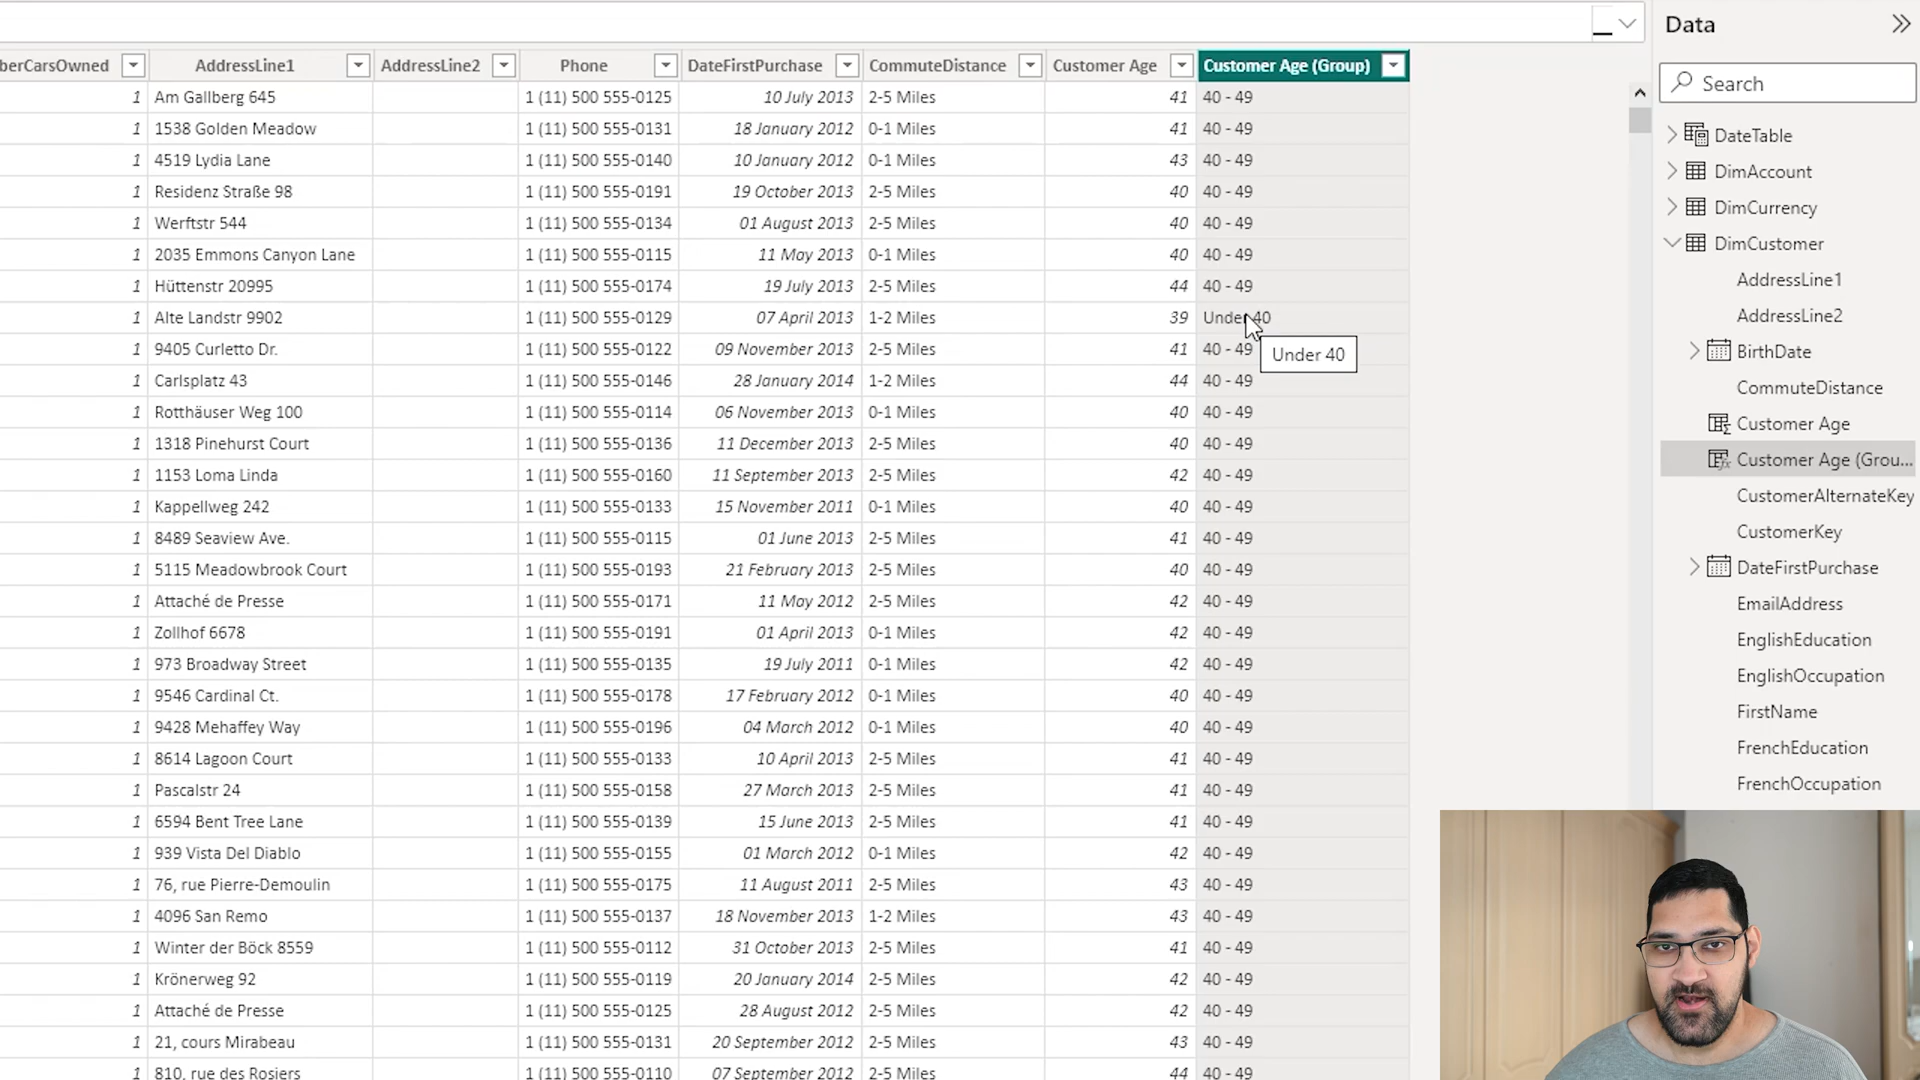 Data
berCarsOwned AddressLine1 AddressLine2 Phone DateFirstPurchase CommuteDistance Customer Age Customer Age (Group)
Search
1 Am Gallberg 645 1 (11) 500 555-0125 10 July 2013 2-5 Miles 41 40 - 49
1 1538 Golden Meadow 1 (11) 500 555-0131 18 January 2012 0-1 Miles 41 40 - 49
1 4519 Lydia Lane 1 (11) 500 555-0140 10 January 2012 0-1 Miles 43 40 - 49
1 Residenz Straße 98 1 (11) 500 555-0191 19 October 2013 2-5 Miles 40 40 - 49
1 Werftstr 544 1 (11) 500 555-0134 01 August 2013 2-5 Miles 40 40 - 49
1 2035 Emmons Canyon Lane 1 (11) 500 555-0115 11 May 2013 0-1 Miles 40 40 - 49
1 Hüttenstr 20995 1 (11) 500 555-0174 19 July 2013 2-5 Miles 44 40 - 49
1 Alte Landstr 9902 1 (11) 500 555-0129 07 April 2013 1-2 Miles 39 Under 40
1 9405 Curletto Dr. 1 (11) 500 555-0122 09 November 2013 2-5 Miles 41 40 - 49
Under 40
1 Carlsplatz 43 1 (11) 500 555-0146 28 January 2014 1-2 Miles 44 40 - 49
1 Rotthäuser Weg 100 1 (11) 500 555-0114 06 November 2013 0-1 Miles 40 40 - 49
1 1318 Pinehurst Court 1 (11) 500 555-0136 11 December 2013 2-5 Miles 40 40 - 49
1 1153 Loma Linda 1 (11) 500 555-0160 11 September 2013 2-5 Miles 42 40 - 49
1 Kappellweg 242 1 (11) 500 555-0133 15 November 2011 0-1 Miles 40 40 - 49
1 8489 Seaview Ave. 1 (11) 500 555-0115 01 June 2013 2-5 Miles 41 40 - 49
1 5115 Meadowbrook Court 1 (11) 500 555-0193 21 February 2013 2-5 Miles 40 40 - 49
1 Attaché de Presse 1 (11) 500 555-0171 11 May 2012 2-5 Miles 42 40 - 49
1 Zollhof 6678 1 (11) 500 555-0191 01 April 2013 0-1 Miles 42 40 - 49
1 973 Broadway Street 1 (11) 500 555-0135 19 July 2011 0-1 Miles 42 40 - 49
1 9546 Cardinal Ct. 1 (11) 500 555-0178 17 February 2012 0-1 Miles 40 40 - 49
1 9428 Mehaffey Way 1 (11) 500 555-0196 04 March 2012 0-1 Miles 40 40 - 49
1 8614 Lagoon Court 1 (11) 500 555-0133 10 April 2013 2-5 Miles 41 40 - 49
1 Pascalstr 24 1 (11) 500 555-0158 27 March 2013 2-5 Miles 41 40 - 49
1 6594 Bent Tree Lane 1 (11) 500 555-0139 15 June 2013 2-5 Miles 41 40 - 49
1 939 Vista Del Diablo 1 (11) 500 555-0155 01 March 2012 0-1 Miles 42 40 - 49
1 76, rue Pierre-Demoulin 1 (11) 500 555-0175 11 August 2011 2-5 Miles 43 40 - 49
1 4096 San Remo 1 (11) 500 555-0137 18 November 2013 1-2 Miles 43 40 - 49
1 Winter der Böck 8559 1 (11) 500 555-0112 31 October 2013 2-5 Miles 41 40 - 49
1 Krönerweg 92 1 (11) 500 555-0119 20 January 2014 2-5 Miles 42 40 - 49
1 Attaché de Presse 1 (11) 500 555-0125 28 August 2012 2-5 Miles 42 40 - 49
1 21, cours Mirabeau 1 (11) 500 555-0131 20 September 2012 2-5 Miles 43 40 - 49
1 810, rue des Rosiers 1 (11) 500 555-0110 07 September 2012 2-5 Miles 44 40 - 49
DateTable
DimAccount
DimCurrency
DimCustomer
AddressLine1
AddressLine2
BirthDate
CommuteDistance
Customer Age
Customer Age (Grou...
CustomerAlternateKey
CustomerKey
DateFirstPurchase
EmailAddress
EnglishEducation
EnglishOccupation
FirstName
FrenchEducation
FrenchOccupation